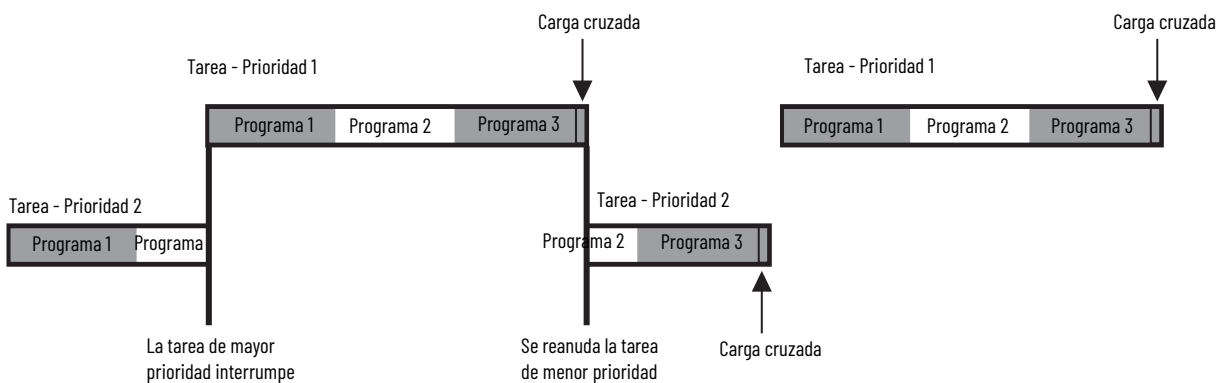 Carga cruzada
Carga cruzada
Tarea - Prioridad 1
Tarea - Prioridad 1
Programa 1
Programa 2
Programa 3
Programa 1
Programa 2
Programa 3
Tarea - Prioridad 2
Tarea - Prioridad 2
Programa 1
Programa
Programa 2
Programa 3
La tarea de mayor
prioridad interrumpe
Se reanuda la tarea
de menor prioridad
Carga cruzada